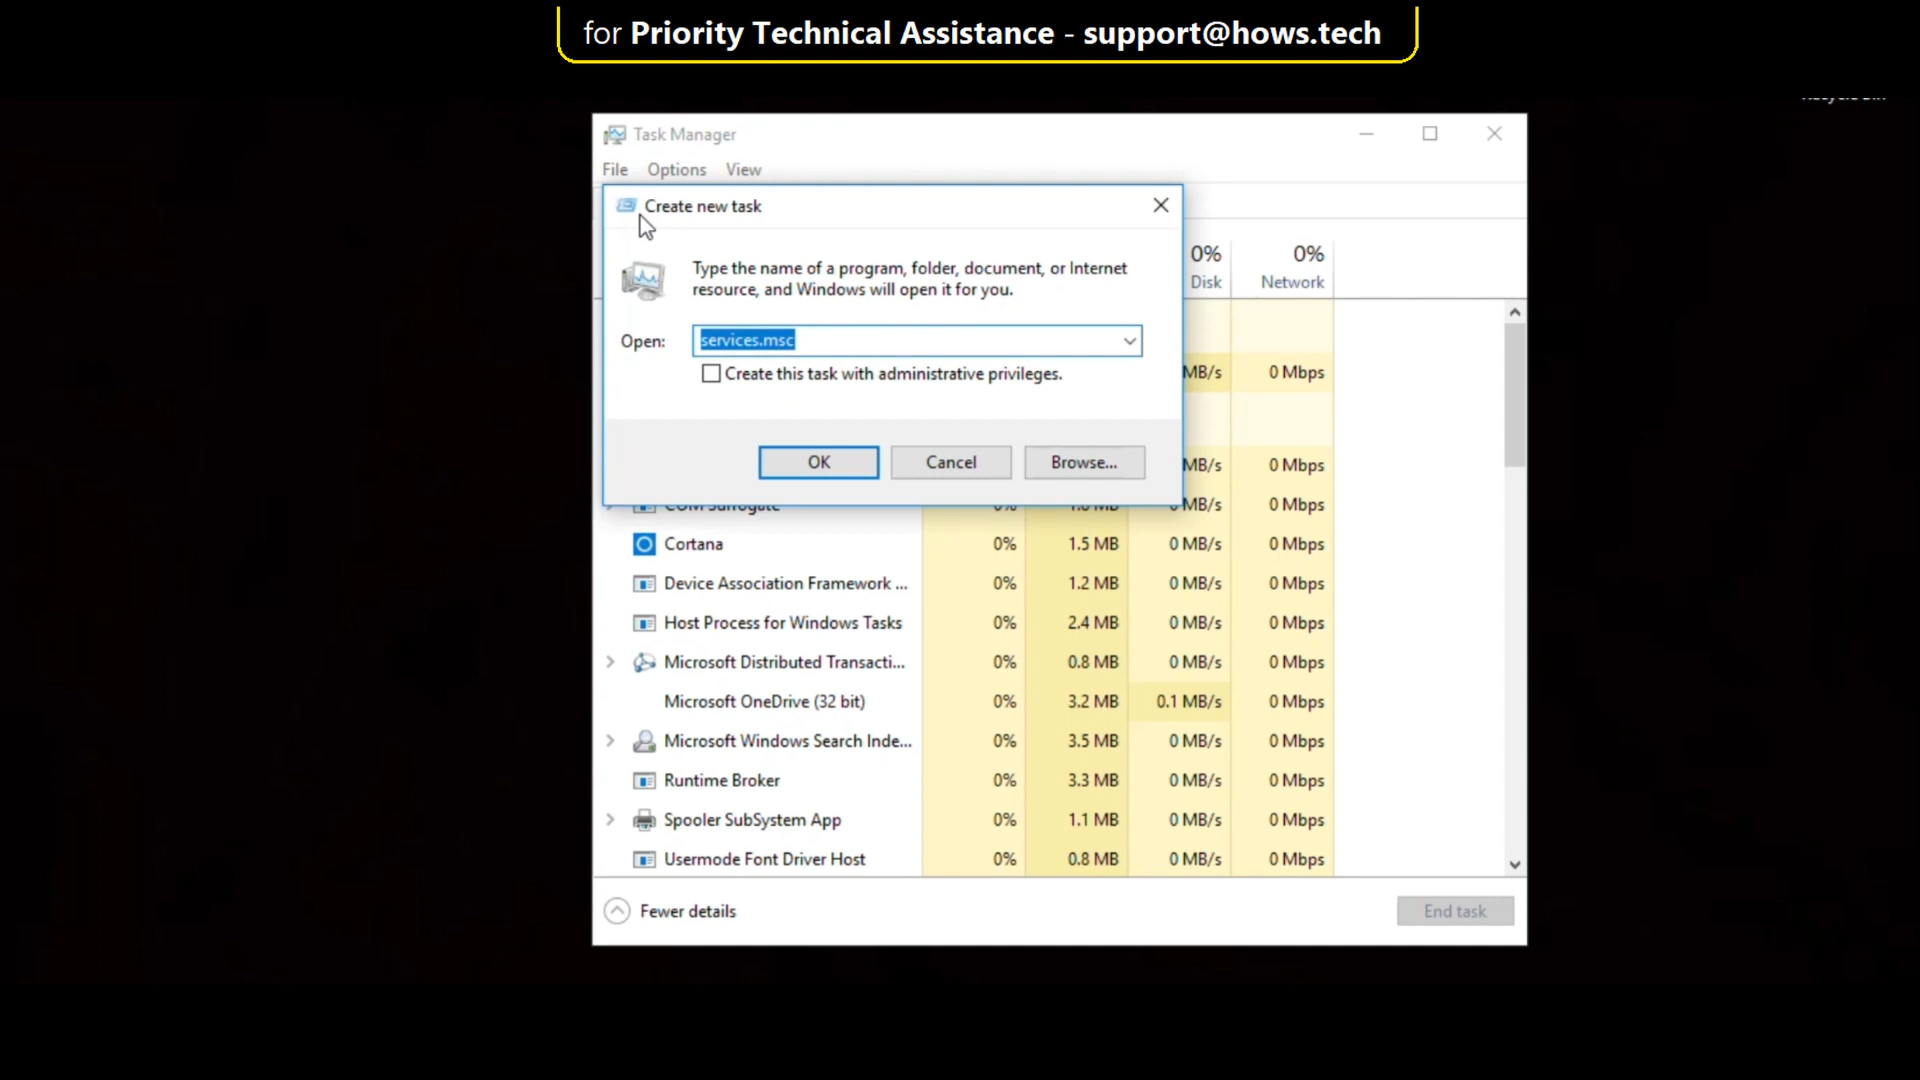 for Priority Technical Assistance - support@hows.tech
Task Manager
File Options View
Create new task
Type the name of a program, folder, document, or Internet
resource, and Windows will open it for you.
Open: services.msc
Create this task with administrative privileges.
OK Cancel Browse...
0% 0%
Disk Network
MB/s 0 Mbps
MB/s 0 Mbps
COM Surrogate 0% 1.0 MB 0 MB/s 0 Mbps
Cortana 0% 1.5 MB 0 MB/s 0 Mbps
Device Association Framework ... 0% 1.2 MB 0 MB/s 0 Mbps
Host Process for Windows Tasks 0% 2.4 MB 0 MB/s 0 Mbps
Microsoft Distributed Transacti... 0% 0.8 MB 0 MB/s 0 Mbps
Microsoft OneDrive (32 bit) 0% 3.2 MB 0.1 MB/s 0 Mbps
Microsoft Windows Search Inde... 0% 3.5 MB 0 MB/s 0 Mbps
Runtime Broker 0% 3.3 MB 0 MB/s 0 Mbps
Spooler SubSystem App 0% 1.1 MB 0 MB/s 0 Mbps
Usermode Font Driver Host 0% 0.8 MB 0 MB/s 0 Mbps
Fewer details
End task